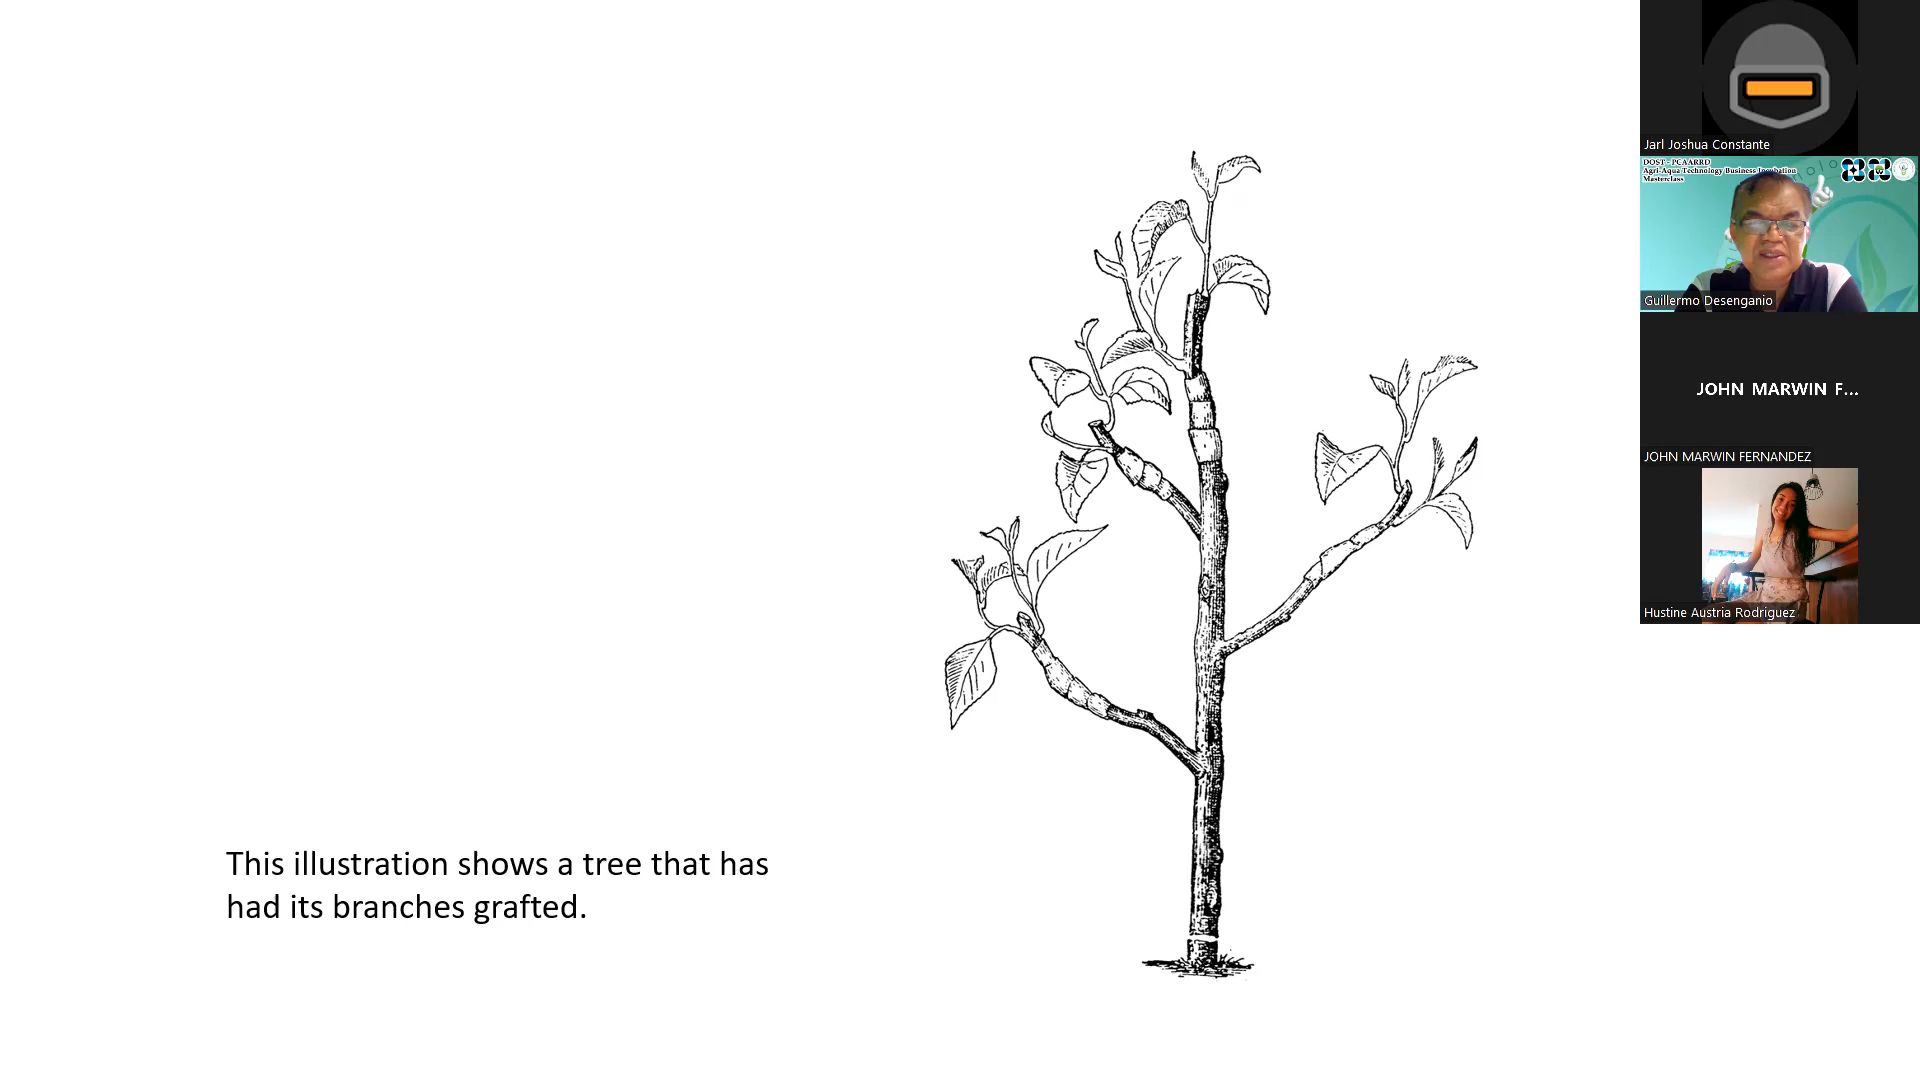 This illustration shows a tree that has
had its branches grafted.
Jarl Joshua Constante
DOST - PCAARRD
Agri-Aqua Technology Business Incubation
Masterclass
Guillermo Desenganio
JOHN MARWIN F...
JOHN MARWIN FERNANDEZ
Hustine Austria Rodriguez